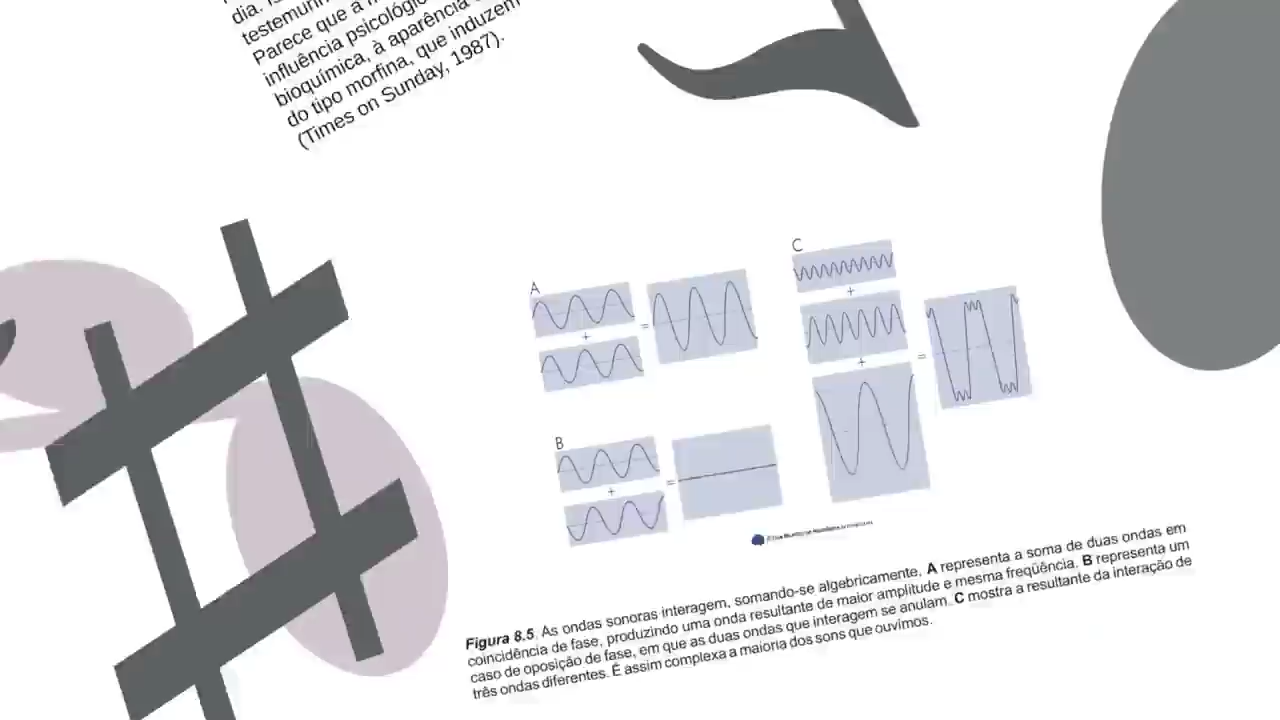 dia.
Parece que a
influência psicológic
bioquímica, à aparência
do tipo morfina, que induzem
(Times on Sunday, 1987).
A
+
=
B
+
=
C
+
+
=
Figura 8.5. As ondas sonoras interagem, somando-se algebricamente. A representa a soma de duas ondas em
coincidência de fase, produzindo uma onda resultante de maior amplitude e mesma freqüência. B representa um
caso de oposição de fase, em que as duas ondas que interagem se anulam. C mostra a resultante da interação de
três ondas diferentes. É assim complexa a maioria dos sons que ouvimos.